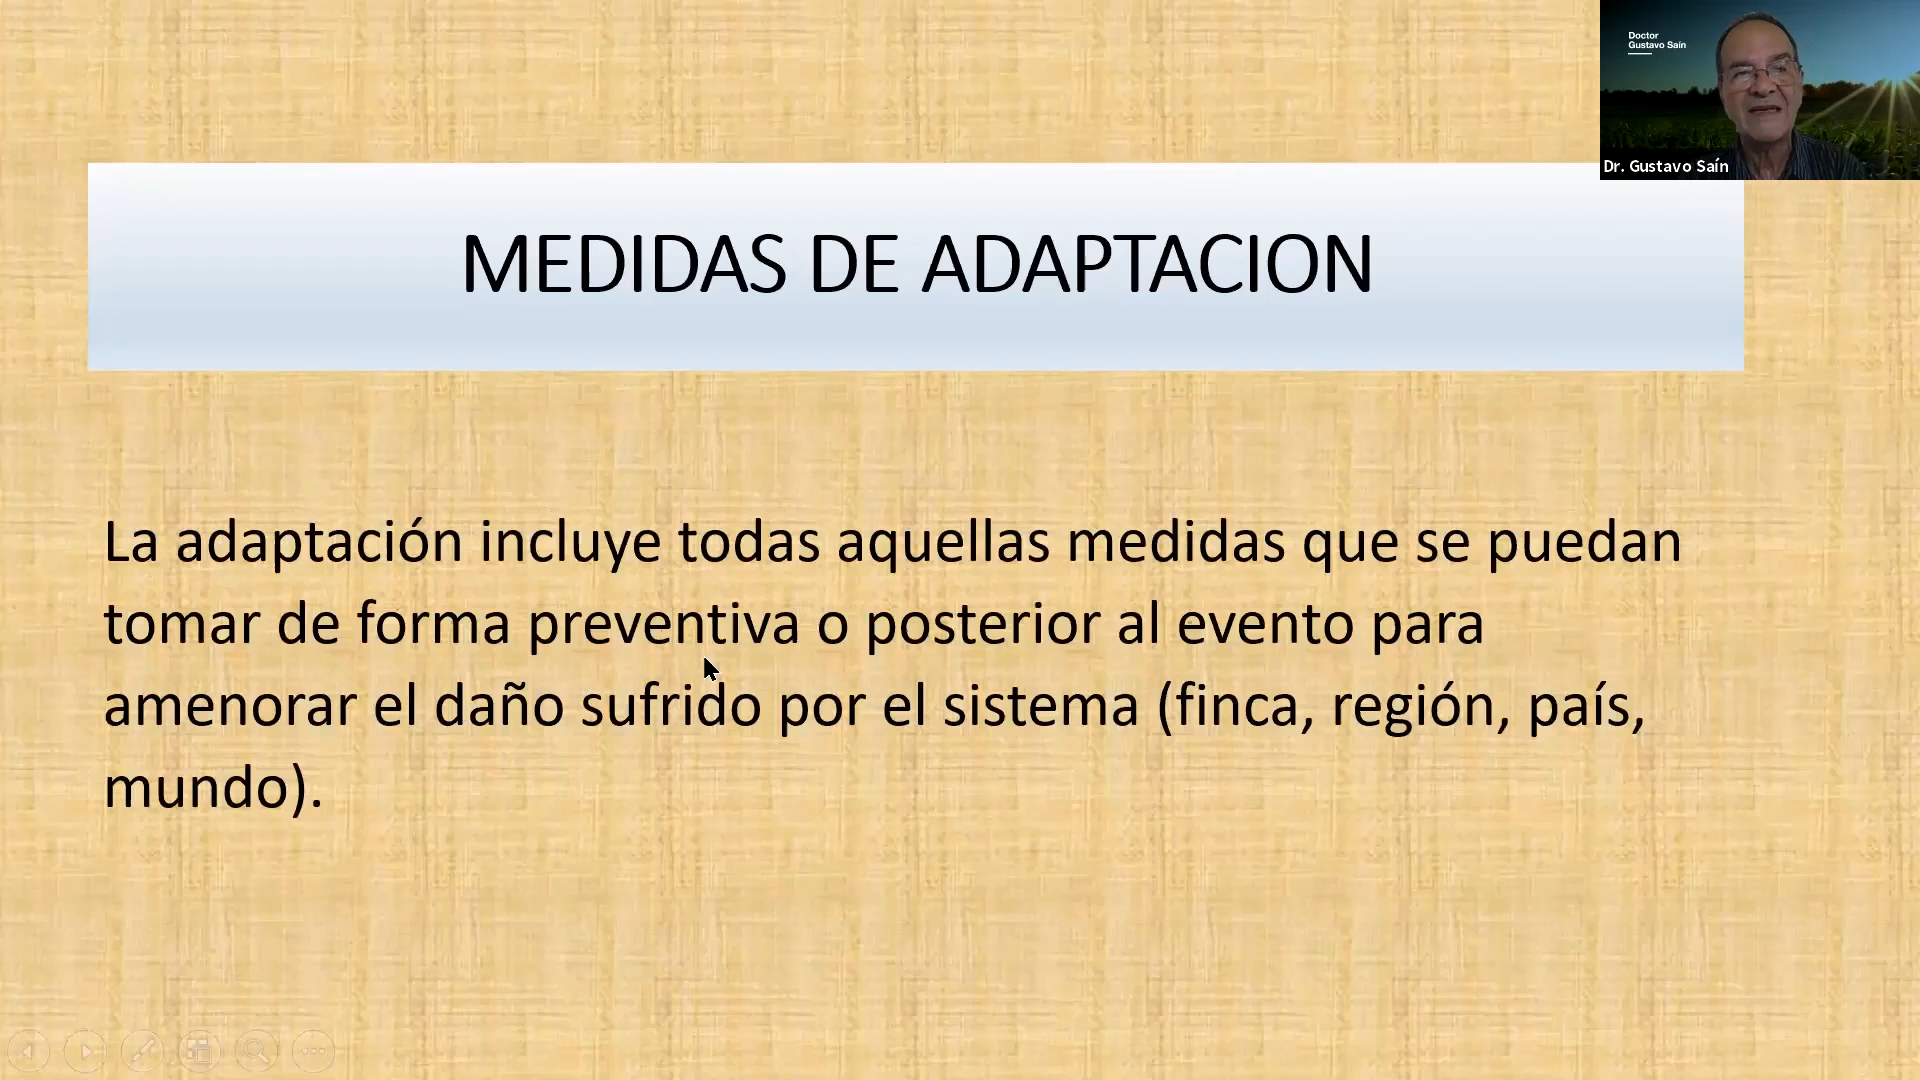 Doctor
Gustavo Saín
Dr. Gustavo Saín
MEDIDAS DE ADAPTACION
La adaptación incluye todas aquellas medidas que se puedan
tomar de forma preventiva o posterior al evento para
amenorar el daño sufrido por el sistema (finca, región, país,
mundo).